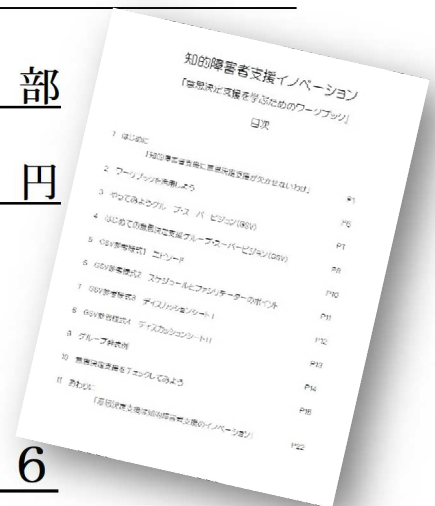 部
円
6
知的障害者支援イノベーション
「意思決定支援を学ぶためのワークブック」
目次
1 はじめに
「知的障害者支援に意思決定支援が欠かせないわけ」 P1
2 ワークブックを活用しよう P6
3 やってみようグループ・スーパービジョン(GSV) P7
4 はじめての意思決定支援グループ・スーパービジョン(GSV) P8
5 GSV参考様式1 エピソード P10
6 GSV参考様式2 スケジュールとファシリテーターのポイント P11
7 GSV参考様式3 ディスカッションシートI P12
8 GSV参考様式4 ディスカッションシートII P13
9 グループ発表例 P14
10 意思決定支援をチェックしてみよう P16
11 おわりに
「意思決定支援は知的障害者支援のイノベーション」 P22